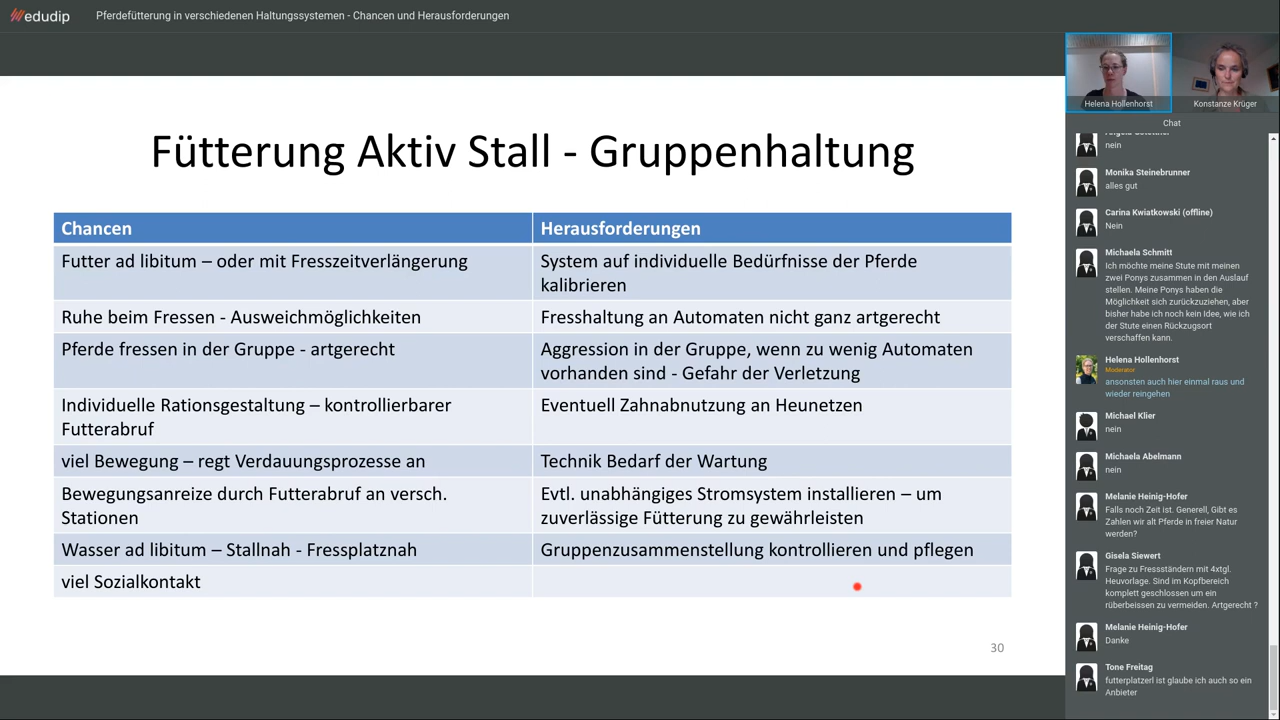 edudip
Pferdefütterung in verschiedenen Haltungssystemen - Chancen und Herausforderungen
Fütterung Aktiv Stall - Gruppenhaltung
Chancen
Herausforderungen
Futter ad libitum – oder mit Fresszeitverlängerung
System auf individuelle Bedürfnisse der Pferde
kalibrieren
Ruhe beim Fressen - Ausweichmöglichkeiten
Fresshaltung an Automaten nicht ganz artgerecht
Pferde fressen in der Gruppe - artgerecht
Aggression in der Gruppe, wenn zu wenig Automaten
vorhanden sind - Gefahr der Verletzung
Individuelle Rationsgestaltung – kontrollierbarer
Futterabruf
Eventuell Zahnabnutzung an Heunetzen
viel Bewegung – regt Verdauungsprozesse an
Technik Bedarf der Wartung
Bewegungsanreize durch Futterabruf an versch.
Stationen
Evtl. unabhängiges Stromsystem installieren – um
zuverlässige Fütterung zu gewährleisten
Wasser ad libitum – Stallnah - Fressplatznah
Gruppenzusammenstellung kontrollieren und pflegen
viel Sozialkontakt
30
Helena Hollenhorst
Konstanze Krüger
Chat
nein
Monika Steinebrunner
alles gut
Carina Kwiatkowski (offline)
Nein
Michaela Schmitt
Ich möchte meine Stute mit meinen
zwei Ponys zusammen in den Auslauf
stellen. Meine Ponys haben die
Möglichkeit sich zurückzuziehen, aber
bisher habe ich noch kein Idee, wie ich
der Stute einen Rückzugsort
verschaffen kann.
Helena Hollenhorst
Moderator
ansonsten auch hier einmal raus und
wieder reingehen
Michael Klier
nein
Michaela Abelmann
nein
Melanie Heinig-Hofer
Falls noch Zeit ist. Generell, Gibt es
Zahlen wir alt Pferde in freier Natur
werden?
Gisela Siewert
Frage zu Fressständern mit 4xtgl.
Heuvorlage. Sind im Kopfbereich
komplett geschlossen um ein
rüberbeissen zu vermeiden. Artgerecht ?
Melanie Heinig-Hofer
Danke
Tone Freitag
futterplatzerl ist glaube ich auch so ein
Anbieter